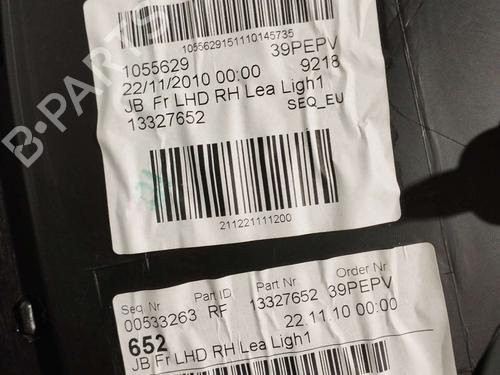 1055629151110145735
1055629 39PEPV
22/11/2010 00:00 9218
JB Fr LHD RH Lea Ligh1
13327652 SEQ_EU
211221111200
Seq. Nr Part ID Part Nr Order Nr
00533263 RF 13327652 39PEPV
652 22.11.10 00:00
JB Fr LHD RH Lea Ligh1
B-PARTS